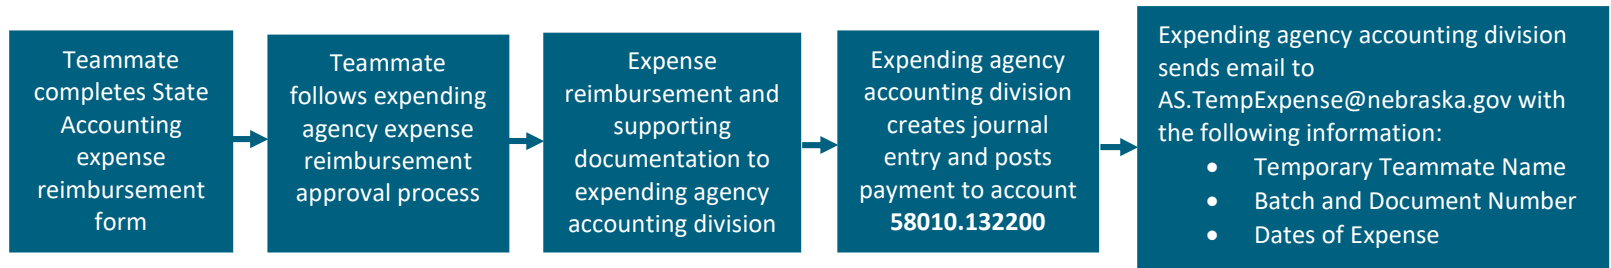 Teammate
completes State
Accounting
expense
reimbursement
form
Teammate
follows expending
agency expense
reimbursement
approval process
Expense
reimbursement and
supporting
documentation to
expending agency
accounting division
Expending agency
accounting division
creates journal
entry and posts
payment to account
58010.132200
Expending agency accounting division
sends email to
AS.TempExpense@nebraska.gov with
the following information:
• Temporary Teammate Name
• Batch and Document Number
• Dates of Expense